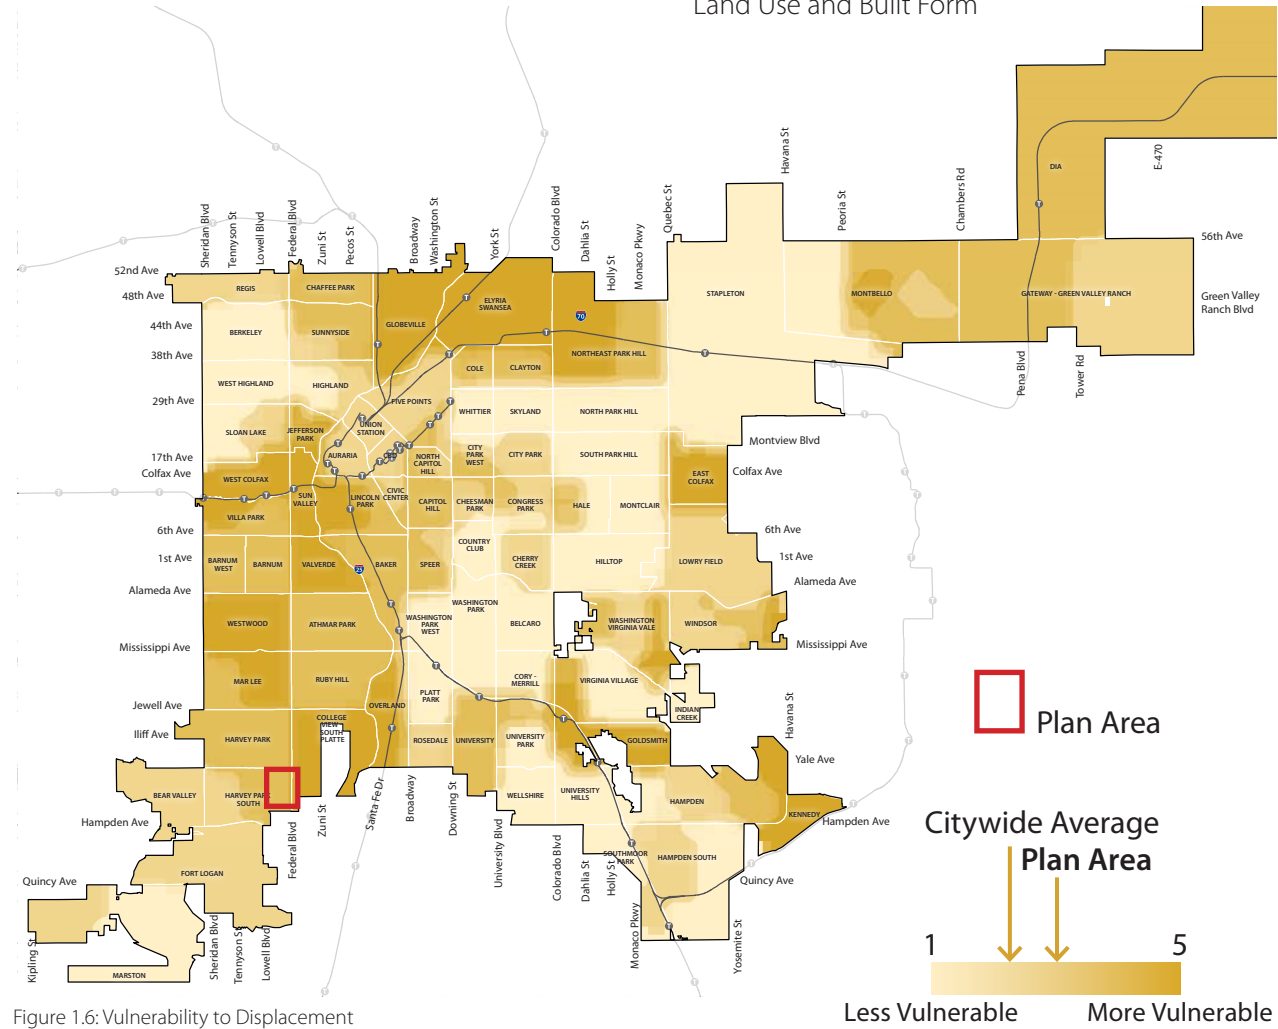 Land Use and Built Form
Sheridan Blvd
Tennyson St
Lowell Blvd
Federal Blvd
Zuni St
Pecos St
Broadway
Washington St
York St
Colorado Blvd
Dahlia St
Holly St
Monaco Pkwy
Quebec St
Havana St
Peoria St
Chambers Rd
E-470
DIA
56th Ave
52nd Ave
48th Ave
44th Ave
38th Ave
29th Ave
17th Ave
Colfax Ave
6th Ave
1st Ave
Alameda Ave
Mississippi Ave
Jewell Ave
Iliff Ave
Hampden Ave
Quincy Ave
REGIS
CHAFFEE PARK
GLOBEVILLE
ELYRIA
SWANSEA
70
STAPLETON
MONTBELLO
GATEWAY - GREEN VALLEY RANCH
Green Valley
Ranch Blvd
BERKELEY
SUNNYSIDE
NORTHEAST PARK HILL
COLE
CLAYTON
WEST HIGHLAND
HIGHLAND
FIVE POINTS
WHITTIER
SKYLAND
NORTH PARK HILL
Pena Blvd
Tower Rd
SLOAN LAKE
JEFFERSON
PARK
UNION
STATION
AURARIA
CBD
NORTH
CAPITOL
HILL
CITY
PARK
WEST
CITY PARK
SOUTH PARK HILL
Montview Blvd
EAST
COLFAX
Colfax Ave
WEST COLFAX
SUN
VALLEY
LINCOLN
PARK
CIVIC
CENTER
CAPITOL
HILL
CHEESMAN
PARK
CONGRESS
PARK
HALE
MONTCLAIR
VILLA PARK
6th Ave
BARNUM
WEST
BARNUM
VALVERDE
25
BAKER
SPEER
COUNTRY
CLUB
CHERRY
CREEK
HILLTOP
LOWRY FIELD
1st Ave
Alameda Ave
WESTWOOD
ATHMAR PARK
WASHINGTON
PARK
WEST
WASHINGTON
PARK
BELCARO
WASHINGTON
VIRGINIA VALE
WINDSOR
Mississippi Ave
MAR LEE
RUBY HILL
OVERLAND
PLATT
PARK
CORY -
MERRILL
VIRGINIA VILLAGE
INDIAN
CREEK
Havana St
HARVEY PARK
COLLEGE
VIEW
SOUTH
PLATTE
ROSEDALE
UNIVERSITY
UNIVERSITY
PARK
GOLDSMITH
Yale Ave
BEAR VALLEY
HARVEY PARK
SOUTH
WELLSHIRE
UNIVERSITY
HILLS
HAMPDEN
KENNEDY
Hampden Ave
FORT LOGAN
SOUTHMOOR
PARK
HAMPDEN SOUTH
Quincy Ave
MARSTON
Kipling St
Sheridan Blvd
Tennyson St
Lowell Blvd
Federal Blvd
Zuni St
Santa Fe Dr
Broadway
Downing St
University Blvd
Colorado Blvd
Dahlia St
Holly St
Monaco Pkwy
Yosemite St
Plan Area
Citywide Average
Plan Area
1
5
Less Vulnerable
More Vulnerable
Figure 1.6: Vulnerability to Displacement